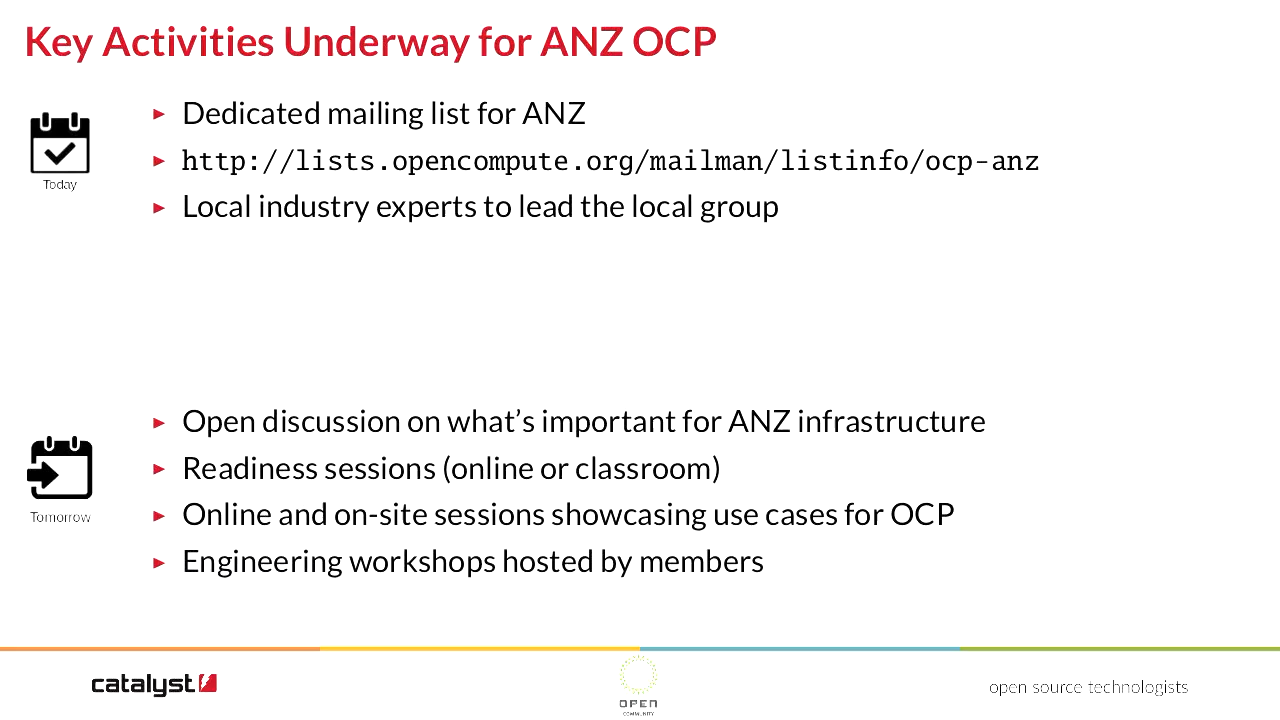 Key Activities Underway for ANZ OCP
Dedicated mailing list for ANZ
http://lists.opencompute.org/mailman/listinfo/ocp-anz
Local industry experts to lead the local group
Today
Open discussion on what's important for ANZ infrastructure
Readiness sessions (online or classroom)
Online and on-site sessions showcasing use cases for OCP
Engineering workshops hosted by members
Tomorrow
catalyst
OPEN
COMMUNITY
open source technologists